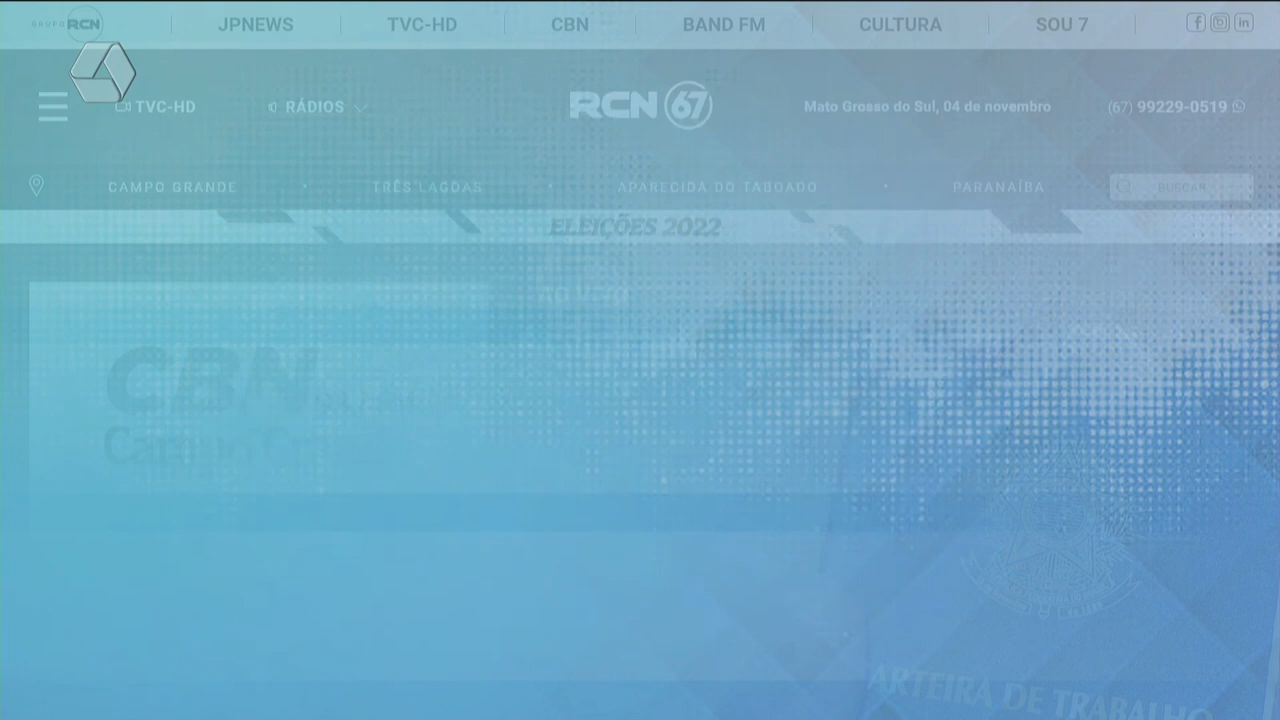 GRUPO RCN JPNEWS TVC-HD CBN BAND FM CULTURA SOU 7
TVC-HD RÁDIOS RCN 67 Mato Grosso do Sul, 04 de novembro (67) 99229-0519
CAMPO GRANDE TRÊS LAGOAS APARECIDA DO TABOADO PARANAÍBA BUSCAR
ELEIÇÕES 2022
CBN
ARTEIRA DE TRABALHO